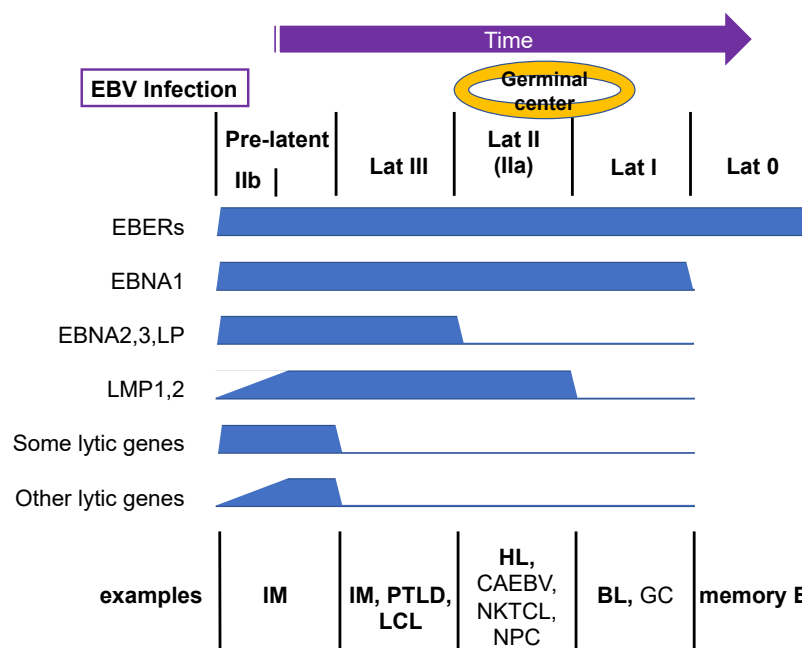 Time
EBV Infection
Germinal
center
Pre-latent
IIb
Lat III
Lat II
(IIa)
Lat I
Lat 0
EBERs
EBNA1
EBNA2,3,LP
LMP1,2
Some lytic genes
Other lytic genes
examples
IM
IM, PTLD,
LCL
HL,
CAEBV,
NKTCL,
NPC
BL, GC
memory